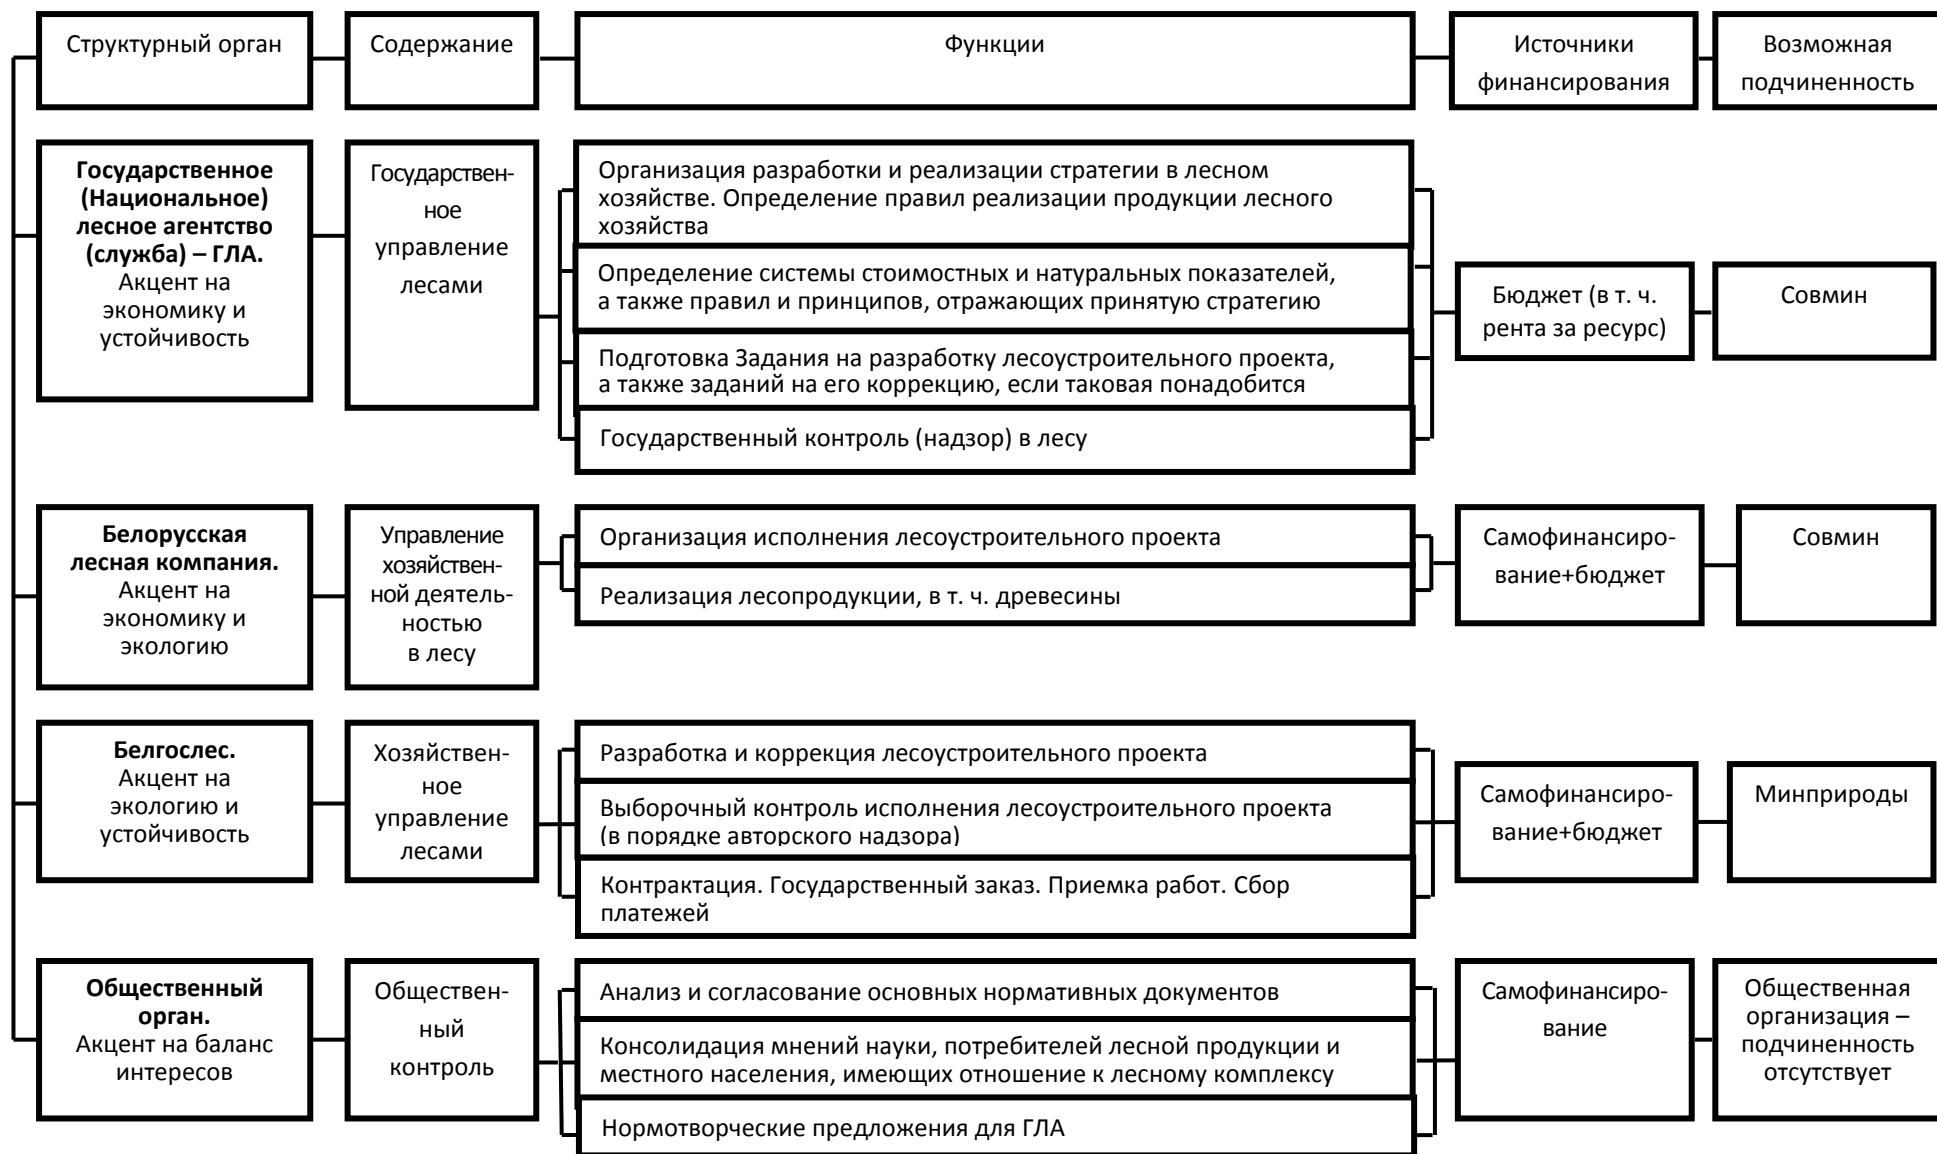 Структурный орган
Содержание
Функции
Источники
финансирования
Возможная
подчиненность
Государственное
(Национальное)
лесное агентство
(служба) – ГЛА.
Акцент на
экономику и
устойчивость
Государствен-
ное
управление
лесами
Организация разработки и реализации стратегии в лесном
хозяйстве. Определение правил реализации продукции лесного
хозяйства
Определение системы стоимостных и натуральных показателей,
а также правил и принципов, отражающих принятую стратегию
Подготовка Задания на разработку лесоустроительного проекта,
а также заданий на его коррекцию, если таковая понадобится
Государственный контроль (надзор) в лесу
Бюджет (в т. ч.
рента за ресурс)
Совмин
Белорусская
лесная компания.
Акцент на
экономику и
экологию
Управление
хозяйствен-
ной деятель-
ностью
в лесу
Организация исполнения лесоустроительного проекта
Реализация лесопродукции, в т. ч. древесины
Самофинансиро-
вание+бюджет
Совмин
Белгослес.
Акцент на
экологию и
устойчивость
Хозяйствен-
ное
управление
лесами
Разработка и коррекция лесоустроительного проекта
Выборочный контроль исполнения лесоустроительного проекта
(в порядке авторского надзора)
Контрактация. Государственный заказ. Приемка работ. Сбор
платежей
Самофинансиро-
вание+бюджет
Минприроды
Общественный
орган.
Акцент на баланс
интересов
Обществен-
ный
контроль
Анализ и согласование основных нормативных документов
Консолидация мнений науки, потребителей лесной продукции и
местного населения, имеющих отношение к лесному комплексу
Нормотворческие предложения для ГЛА
Самофинансиро-
вание
Общественная
организация –
подчиненность
отсутствует